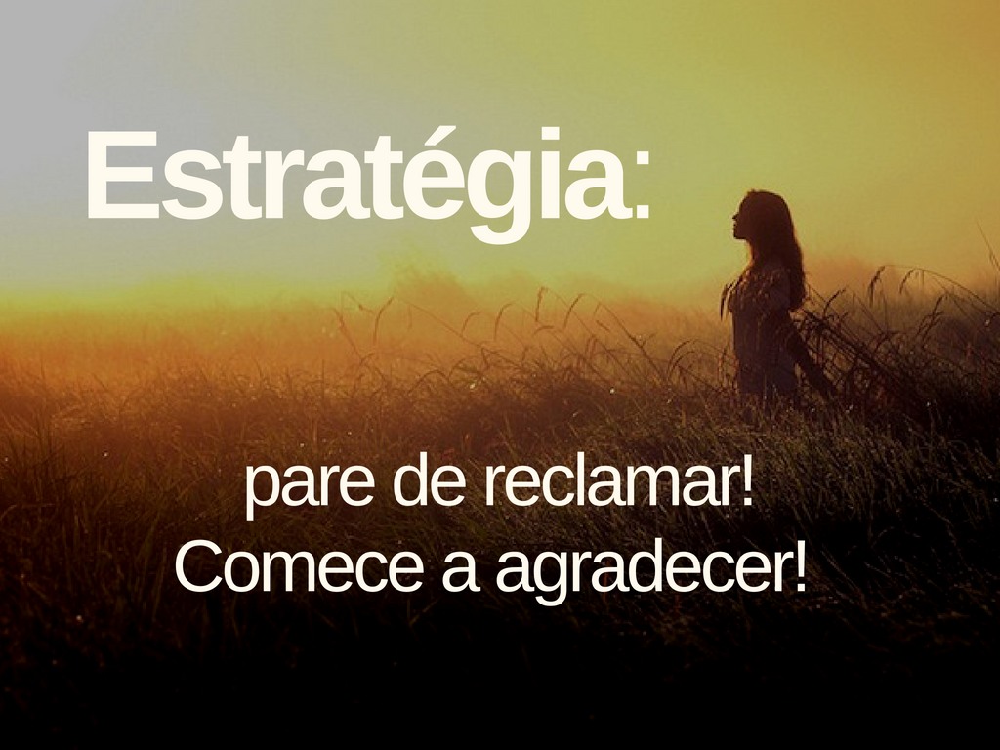 Estratégia:
pare de reclamar!
Comece a agradecer!